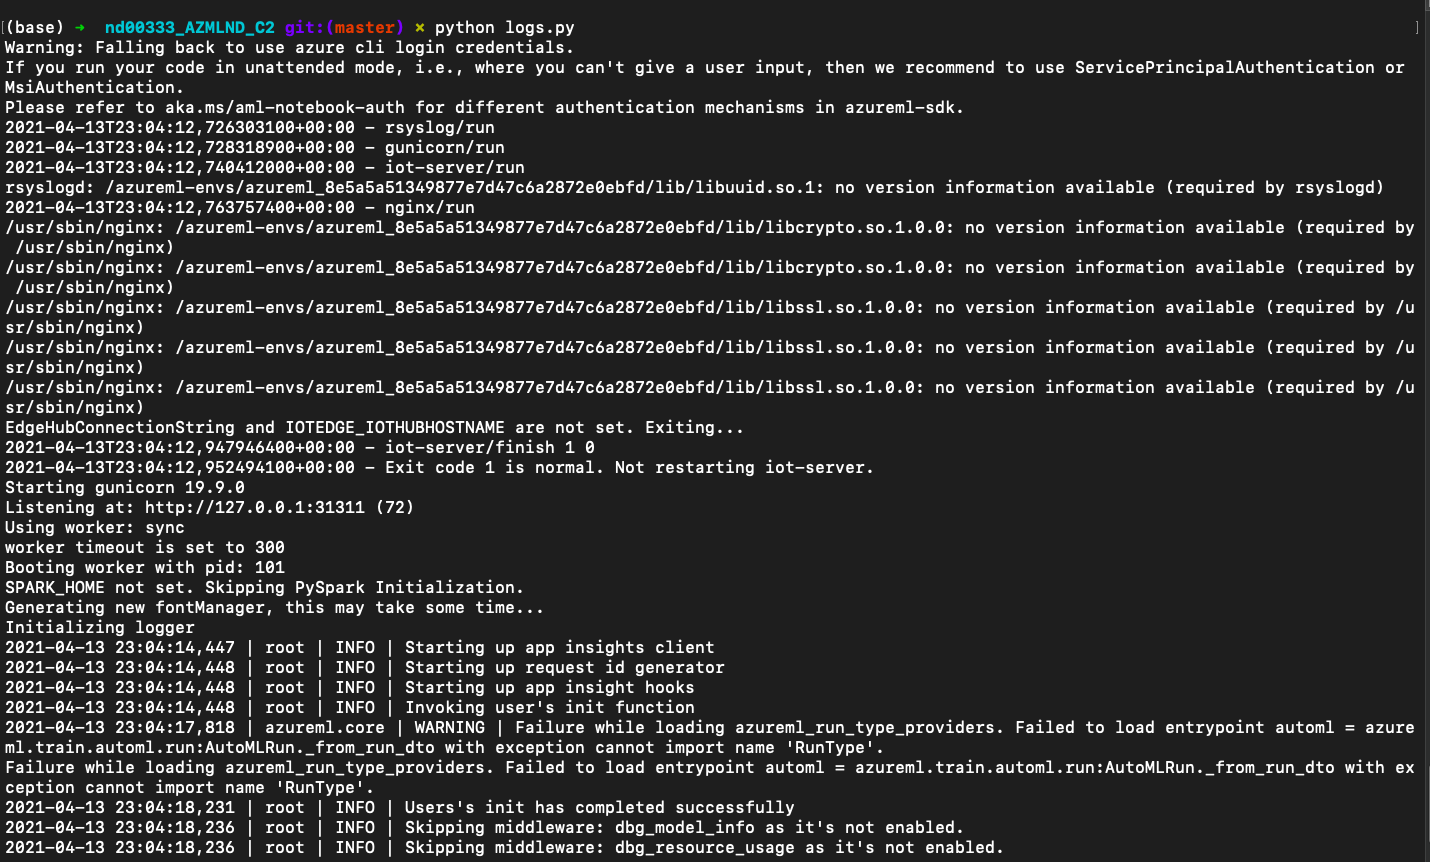 [(base) → nd00333_AZMLND_C2 git:(master) × python logs.py ]
Warning: Falling back to use azure cli login credentials.
If you run your code in unattended mode, i.e., where you can't give a user input, then we recommend to use ServicePrincipalAuthentication or
MsiAuthentication.
Please refer to aka.ms/aml-notebook-auth for different authentication mechanisms in azureml-sdk.
2021-04-13T23:04:12,726303100+00:00 - rsyslog/run
2021-04-13T23:04:12,728318900+00:00 - gunicorn/run
2021-04-13T23:04:12,740412000+00:00 - iot-server/run
rsyslogd: /azureml-envs/azureml_8e5a5a51349877e7d47c6a2872e0ebfd/lib/libuuid.so.1: no version information available (required by rsyslogd)
2021-04-13T23:04:12,763757400+00:00 - nginx/run
/usr/sbin/nginx: /azureml-envs/azureml_8e5a5a51349877e7d47c6a2872e0ebfd/lib/libcrypto.so.1.0.0: no version information available (required by
/usr/sbin/nginx)
/usr/sbin/nginx: /azureml-envs/azureml_8e5a5a51349877e7d47c6a2872e0ebfd/lib/libcrypto.so.1.0.0: no version information available (required by
/usr/sbin/nginx)
/usr/sbin/nginx: /azureml-envs/azureml_8e5a5a51349877e7d47c6a2872e0ebfd/lib/libssl.so.1.0.0: no version information available (required by /u
sr/sbin/nginx)
/usr/sbin/nginx: /azureml-envs/azureml_8e5a5a51349877e7d47c6a2872e0ebfd/lib/libssl.so.1.0.0: no version information available (required by /u
sr/sbin/nginx)
/usr/sbin/nginx: /azureml-envs/azureml_8e5a5a51349877e7d47c6a2872e0ebfd/lib/libssl.so.1.0.0: no version information available (required by /u
sr/sbin/nginx)
EdgeHubConnectionString and IOTEDGE_IOTHUBHOSTNAME are not set. Exiting...
2021-04-13T23:04:12,947946400+00:00 - iot-server/finish 1 0
2021-04-13T23:04:12,952494100+00:00 - Exit code 1 is normal. Not restarting iot-server.
Starting gunicorn 19.9.0
Listening at: http://127.0.0.1:31311 (72)
Using worker: sync
worker timeout is set to 300
Booting worker with pid: 101
SPARK_HOME not set. Skipping PySpark Initialization.
Generating new fontManager, this may take some time...
Initializing logger
2021-04-13 23:04:14,447 | root | INFO | Starting up app insights client
2021-04-13 23:04:14,448 | root | INFO | Starting up request id generator
2021-04-13 23:04:14,448 | root | INFO | Starting up app insight hooks
2021-04-13 23:04:14,448 | root | INFO | Invoking user's init function
2021-04-13 23:04:17,818 | azureml.core | WARNING | Failure while loading azureml_run_type_providers. Failed to load entrypoint automl = azure
ml.train.automl.run:AutoMLRun._from_run_dto with exception cannot import name 'RunType'.
Failure while loading azureml_run_type_providers. Failed to load entrypoint automl = azureml.train.automl.run:AutoMLRun._from_run_dto with ex
ception cannot import name 'RunType'.
2021-04-13 23:04:18,231 | root | INFO | Users's init has completed successfully
2021-04-13 23:04:18,236 | root | INFO | Skipping middleware: dbg_model_info as it's not enabled.
2021-04-13 23:04:18,236 | root | INFO | Skipping middleware: dbg_resource_usage as it's not enabled.